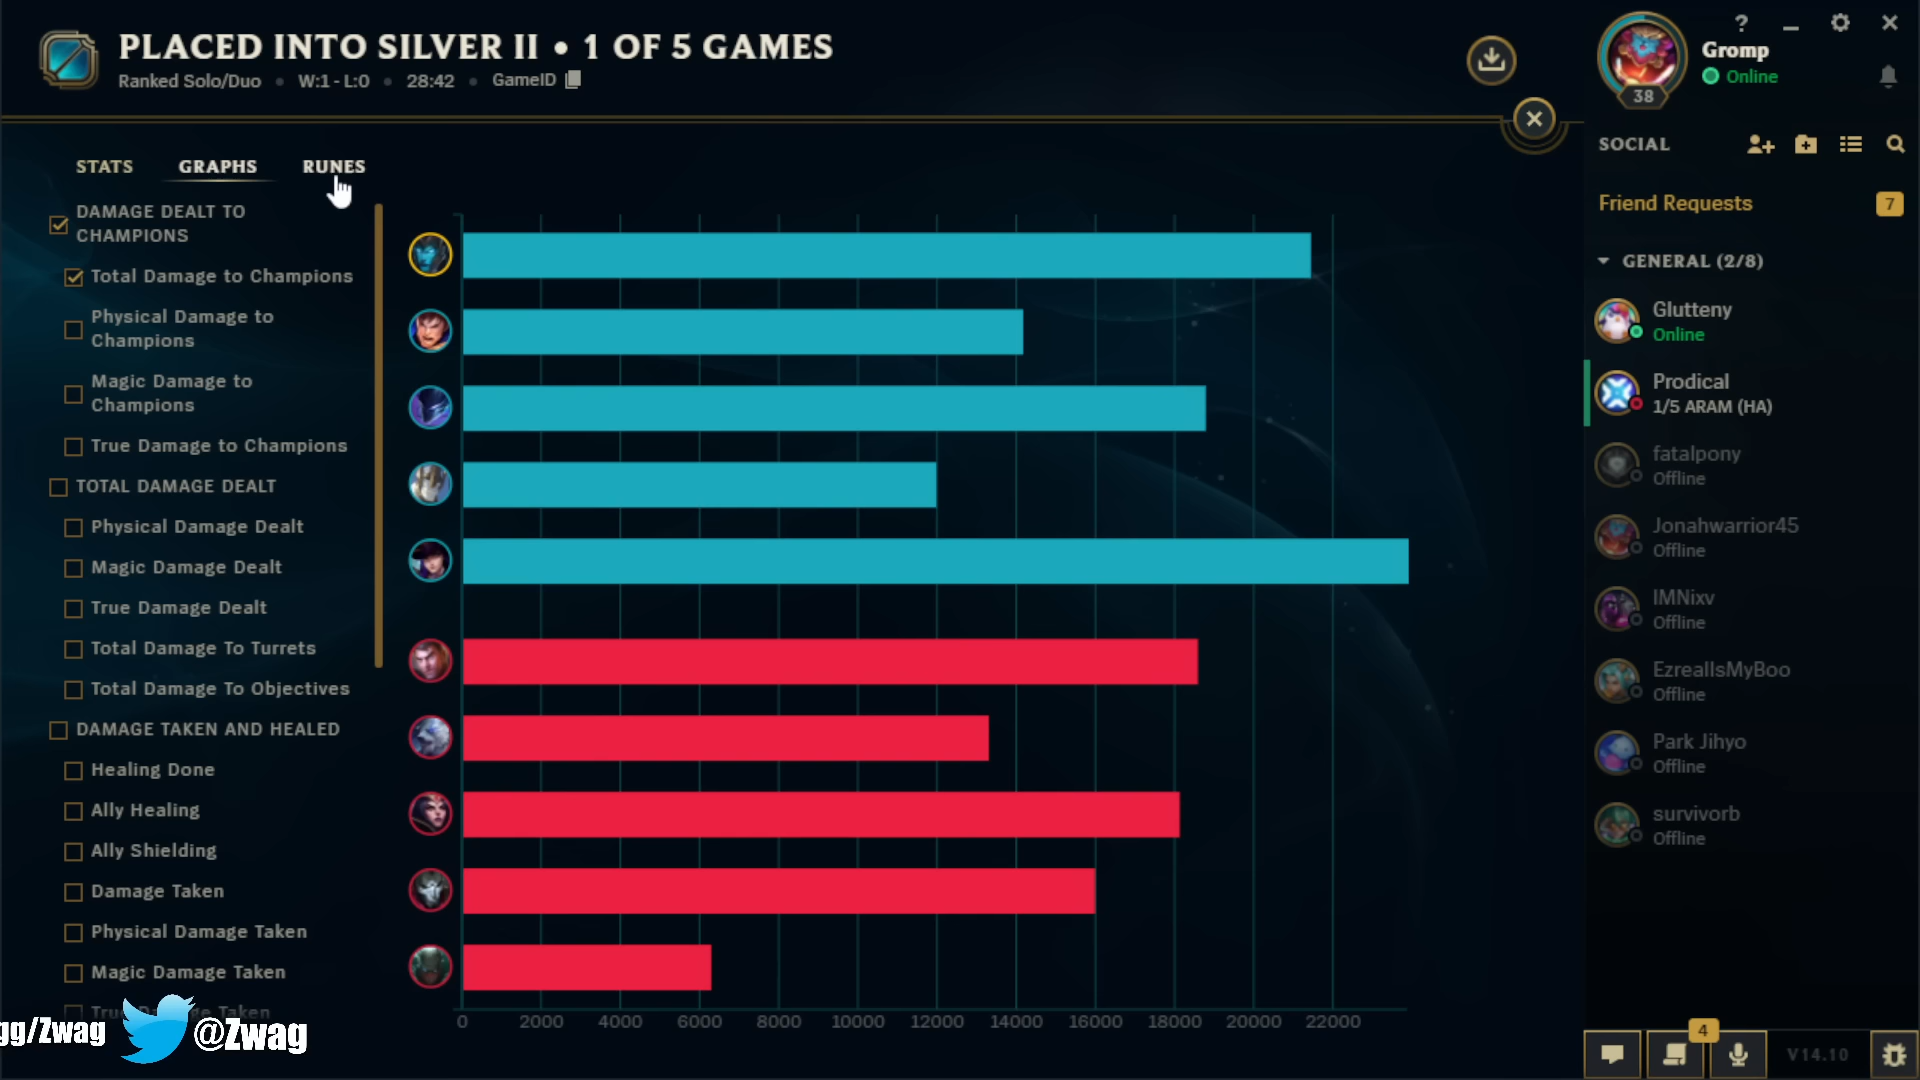 PLACED INTO SILVER II • 1 OF 5 GAMES
Ranked Solo/Duo • W:1 - L:0 • 28:42 • GameID
?
Gromp
Online
38
STATS
GRAPHS
RUNES
DAMAGE DEALT TO
CHAMPIONS
Total Damage to Champions
Physical Damage to
Champions
Magic Damage to
Champions
True Damage to Champions
TOTAL DAMAGE DEALT
Physical Damage Dealt
Magic Damage Dealt
True Damage Dealt
Total Damage To Turrets
Total Damage To Objectives
DAMAGE TAKEN AND HEALED
Healing Done
Ally Healing
Ally Shielding
Damage Taken
Physical Damage Taken
Magic Damage Taken
True Damage Taken
gg/Zwag
@Zwag
0 2000 4000 6000 8000 10000 12000 14000 16000 18000 20000 22000
SOCIAL
Friend Requests
7
GENERAL (2/8)
Glutteny
Online
Prodical
1/5 ARAM (HA)
fatalpony
Offline
Jonahwarrior45
Offline
IMNixv
Offline
EzrealIsMyBoo
Offline
Park Jihyo
Offline
survivorb
Offline
4
V14.10